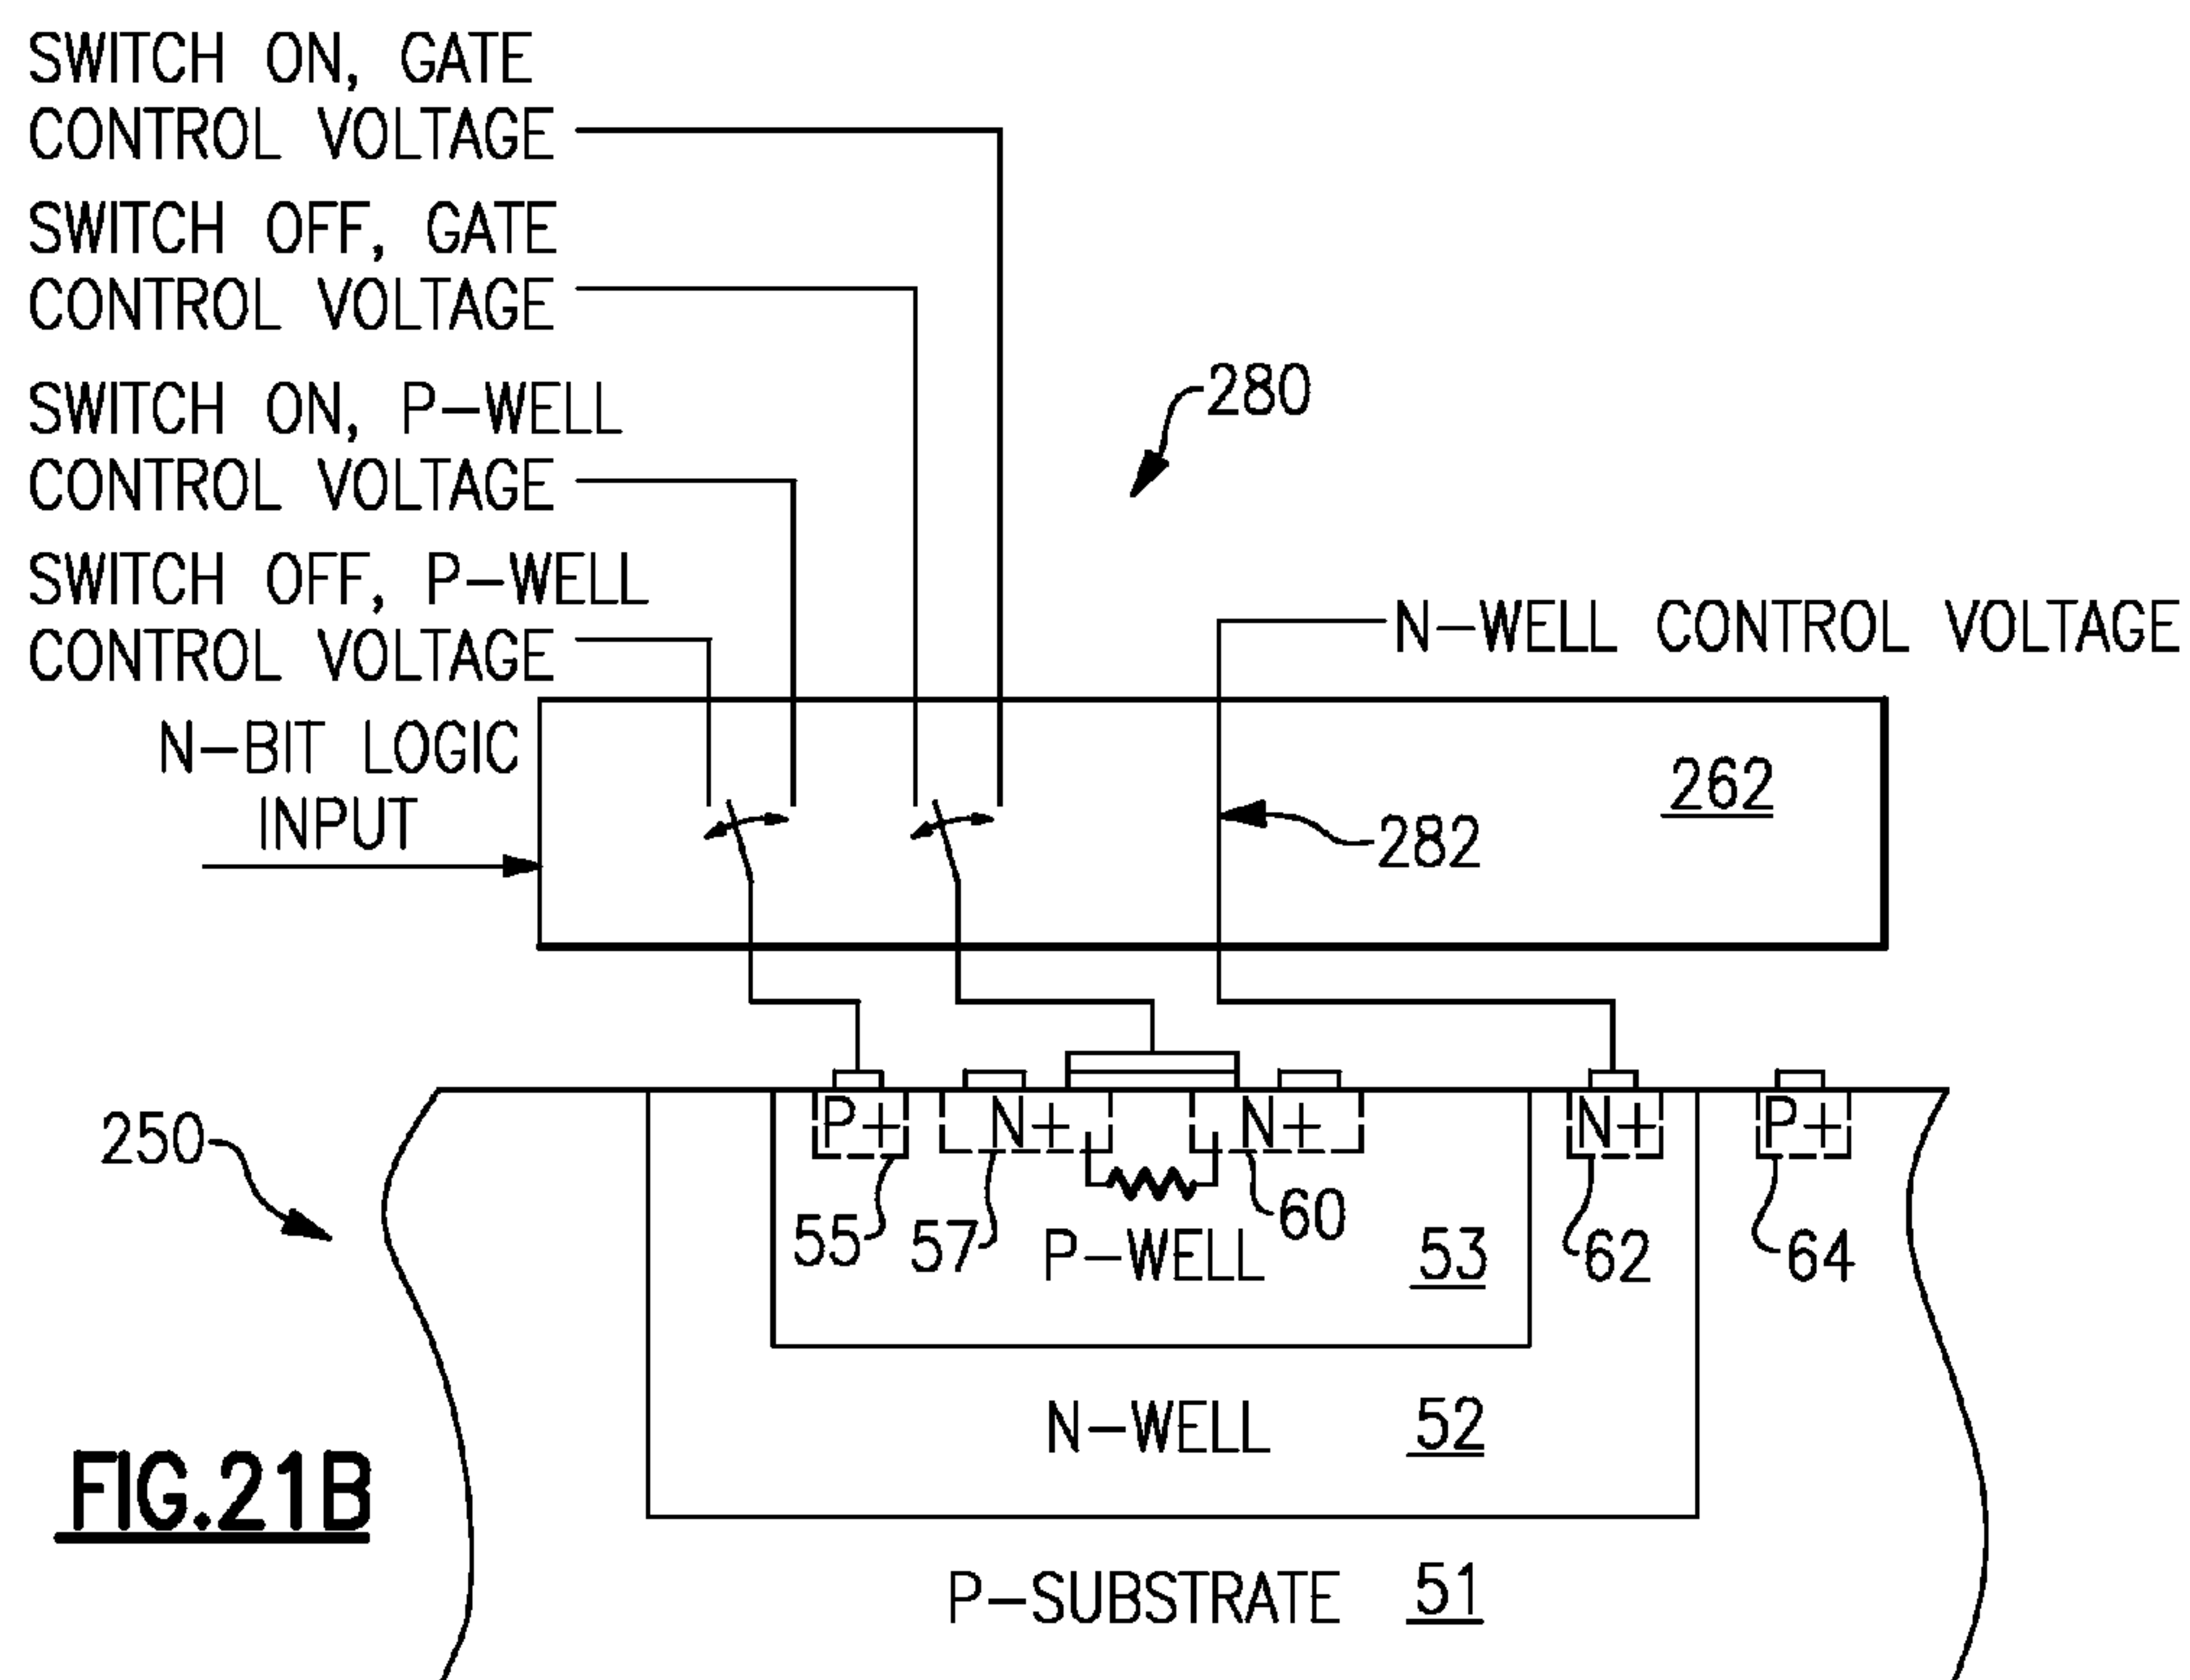 SWITCH ON, GATE
CONTROL VOLTAGE
SWITCH OFF, GATE
CONTROL VOLTAGE
SWITCH ON, P-WELL
CONTROL VOLTAGE
SWITCH OFF, P-WELL
CONTROL VOLTAGE
280
N-WELL CONTROL VOLTAGE
N-BIT LOGIC
INPUT
262
282
250
P+
N+
N+
N+
P+
55
57
60
62
64
P-WELL
53
N-WELL
52
P-SUBSTRATE
51
FIG.21B